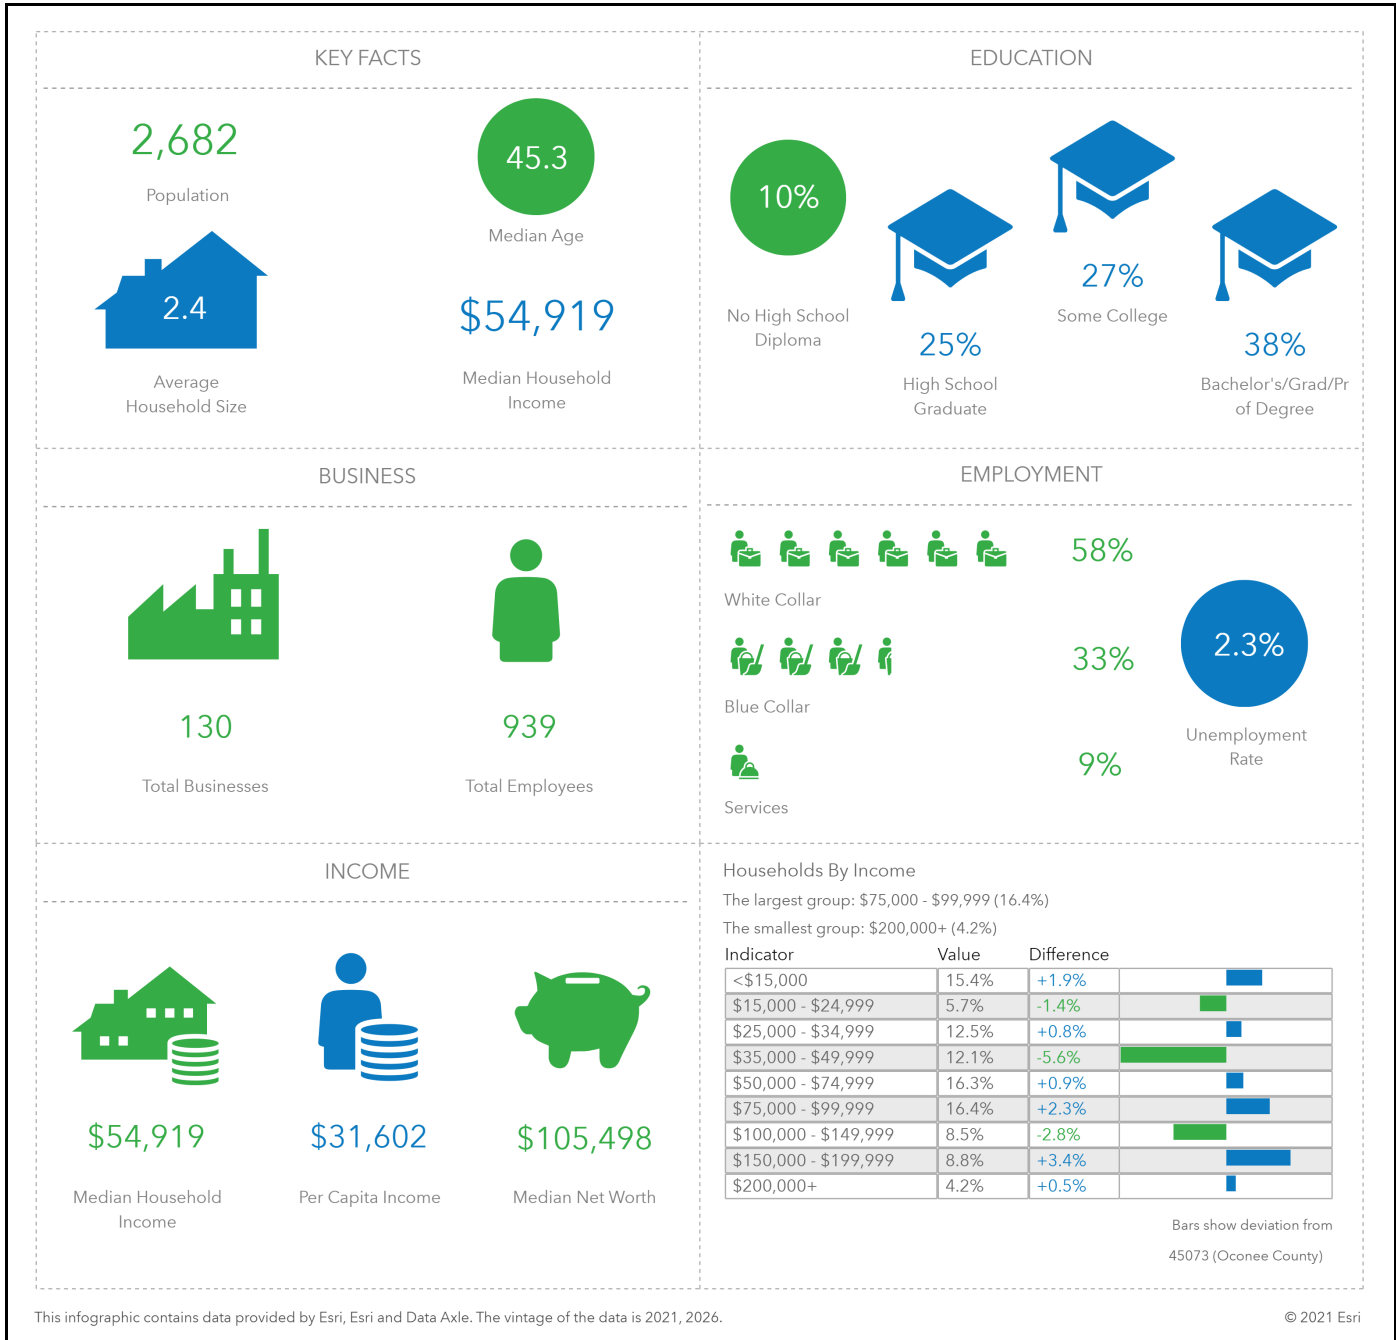 KEY FACTS
2,682
Population
45.3
Median Age
2.4
Average
Household Size
$54,919
Median Household
Income
EDUCATION
10%
No High School
Diploma
25%
High School
Graduate
27%
Some College
38%
Bachelor's/Grad/Pr
of Degree
BUSINESS
130
Total Businesses
939
Total Employees
EMPLOYMENT
58%
White Collar
33%
Blue Collar
9%
Services
2.3%
Unemployment
Rate
INCOME
$54,919
Median Household
Income
$31,602
Per Capita Income
$105,498
Median Net Worth
Households By Income
The largest group: $75,000 - $99,999 (16.4%)
The smallest group: $200,000+ (4.2%)
Indicator Value Difference
<$15,000 15.4% +1.9%
$15,000 - $24,999 5.7% -1.4%
$25,000 - $34,999 12.5% +0.8%
$35,000 - $49,999 12.1% -5.6%
$50,000 - $74,999 16.3% +0.9%
$75,000 - $99,999 16.4% +2.3%
$100,000 - $149,999 8.5% -2.8%
$150,000 - $199,999 8.8% +3.4%
$200,000+ 4.2% +0.5%
Bars show deviation from
45073 (Oconee County)
This infographic contains data provided by Esri, Esri and Data Axle. The vintage of the data is 2021, 2026.
© 2021 Esri